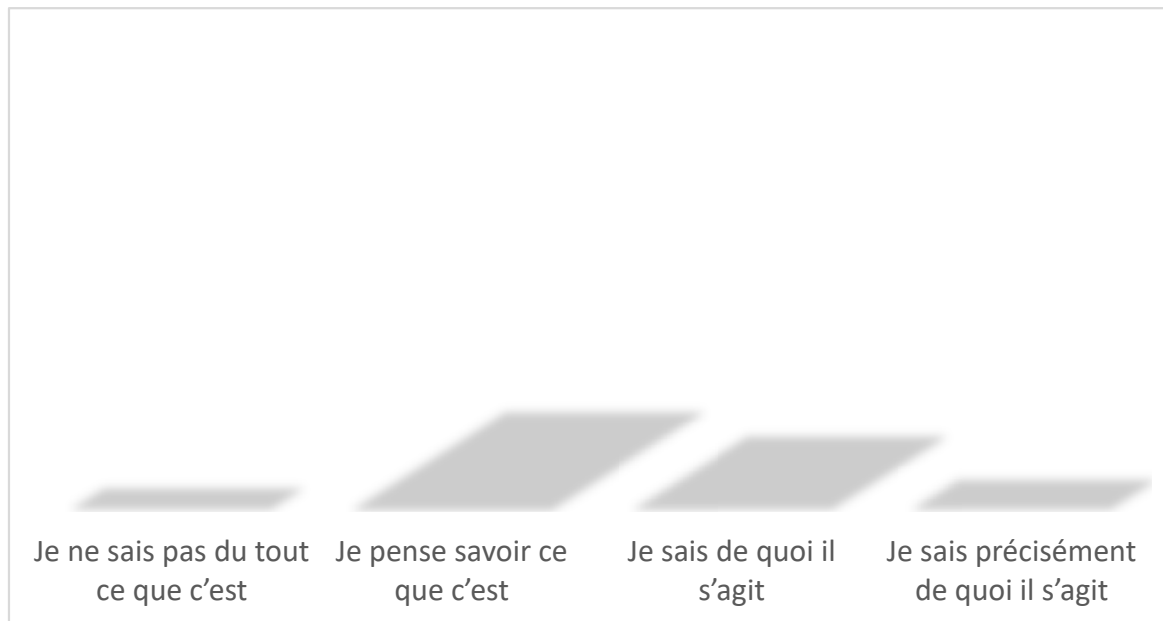 Je ne sais pas du tout
ce que c’est
Je pense savoir ce
que c’est
Je sais de quoi il
s’agit
Je sais précisément
de quoi il s’agit